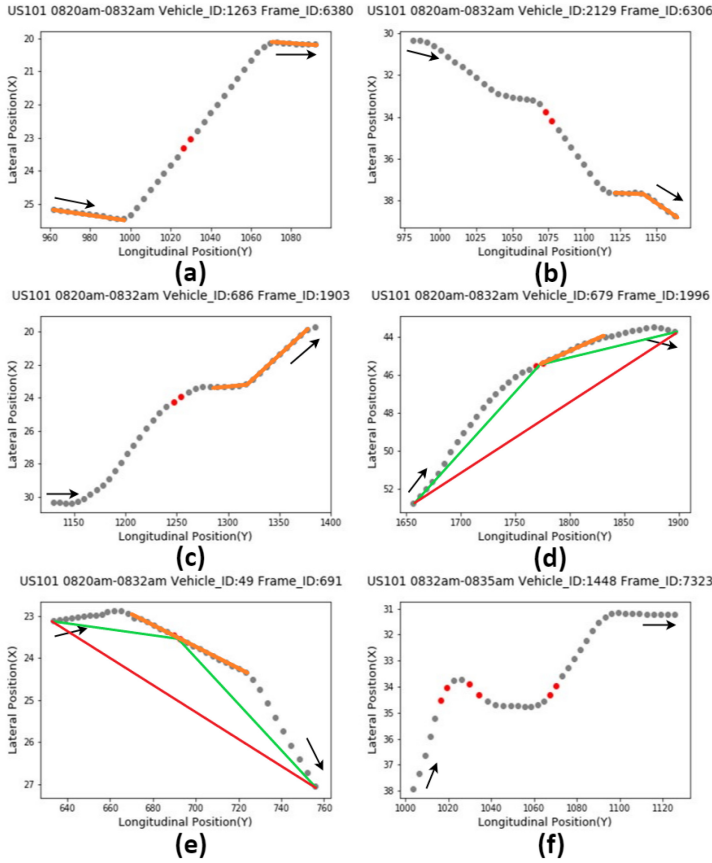 US101 0820am-0832am Vehicle_ID:1263 Frame_ID:6380
20
21
22
23
24
25
Lateral Position(X)
960 980 1000 1020 1040 1060 1080
Longitudinal Position(Y)
(a)
US101 0820am-0832am Vehicle_ID:2129 Frame_ID:6306
30
32
34
36
38
Lateral Position(X)
975 1000 1025 1050 1075 1100 1125 1150
Longitudinal Position(Y)
(b)
US101 0820am-0832am Vehicle_ID:686 Frame_ID:1903
20
22
24
26
28
30
Lateral Position(X)
1150 1200 1250 1300 1350 1400
Longitudinal Position(Y)
(c)
US101 0820am-0832am Vehicle_ID:679 Frame_ID:1996
44
46
48
50
52
Lateral Position(X)
1650 1700 1750 1800 1850 1900
Longitudinal Position(Y)
(d)
US101 0820am-0832am Vehicle_ID:49 Frame_ID:691
23
24
25
26
27
Lateral Position(X)
640 660 680 700 720 740 760
Longitudinal Position(Y)
(e)
US101 0832am-0835am Vehicle_ID:1448 Frame_ID:7323
31
32
33
34
35
36
37
38
Lateral Position(X)
1000 1020 1040 1060 1080 1100 1120
Longitudinal Position(Y)
(f)